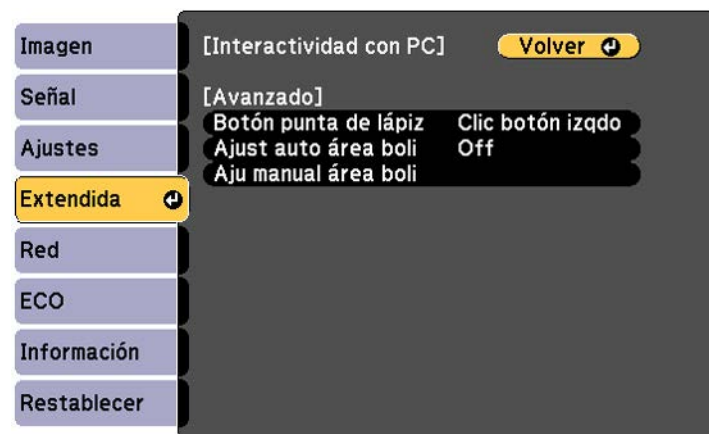 Imagen
Señal
Ajustes
Extendida
Red
ECO
Información
Restablecer
[Interactividad con PC] Volver
[Avanzado]
Botón punta de lápiz Clic botón izqdo
Ajust auto área boli Off
Aju manual área boli